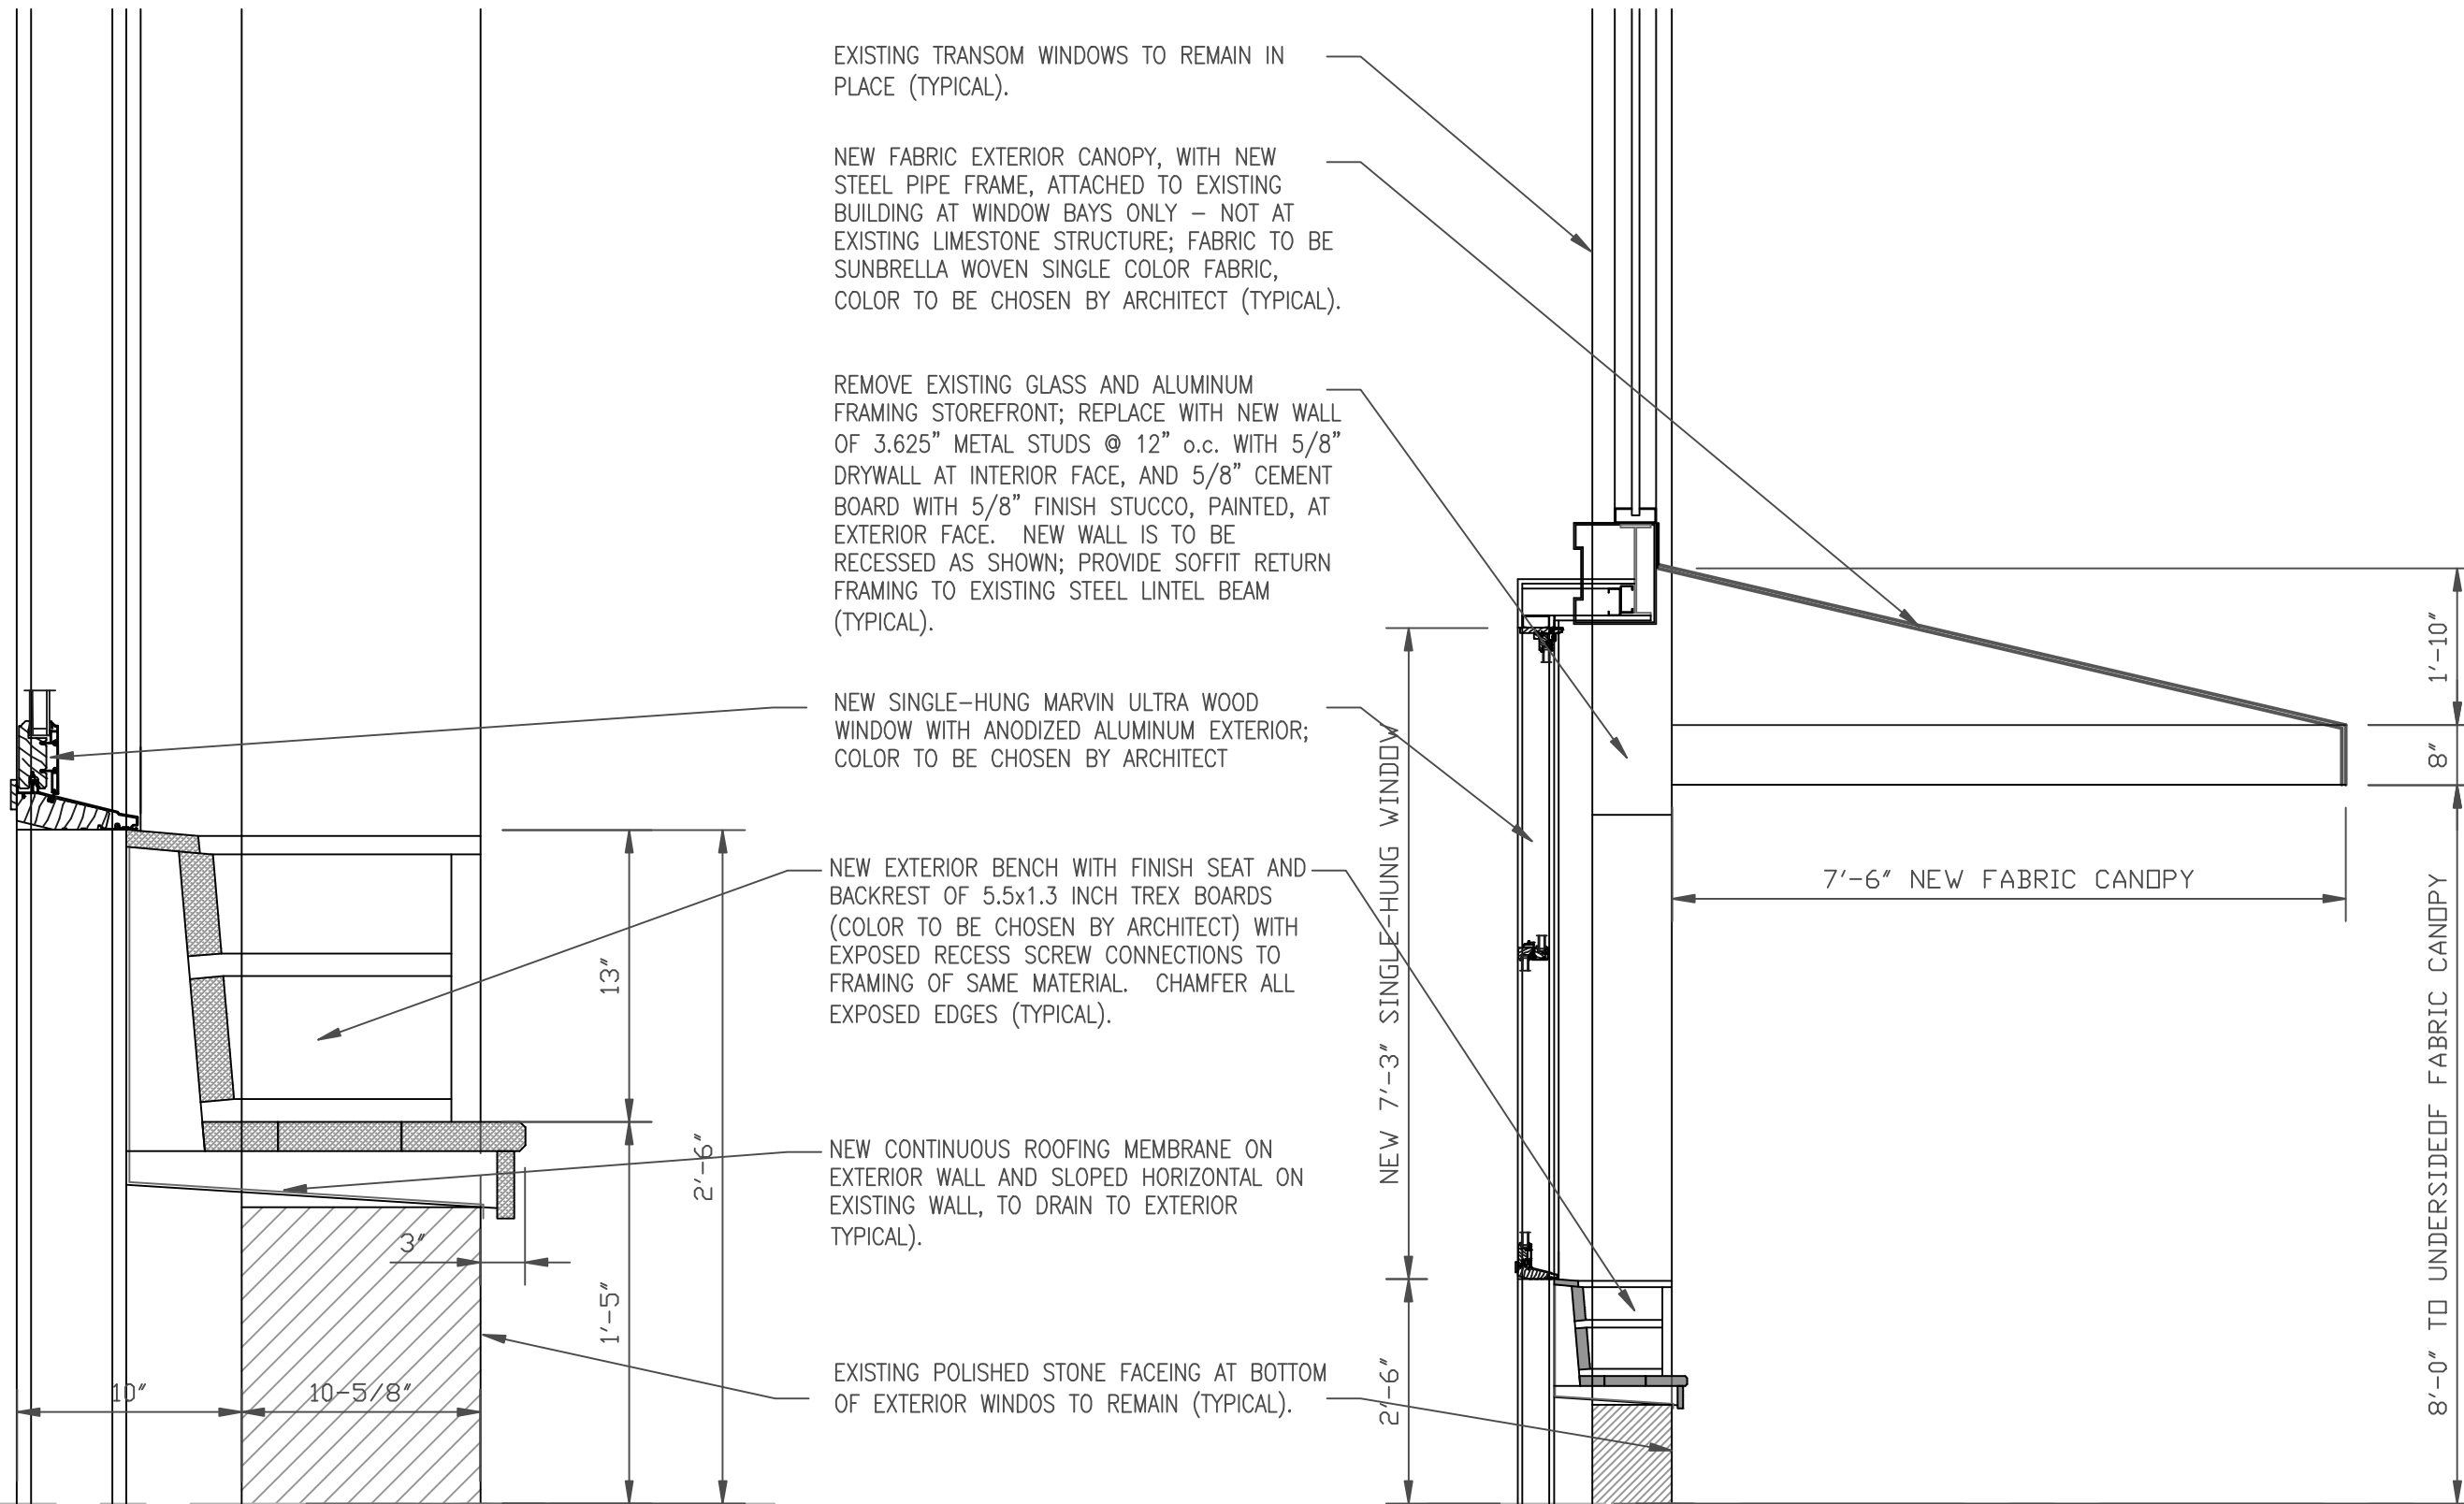 EXISTING TRANSOM WINDOWS TO REMAIN IN
PLACE (TYPICAL).
NEW FABRIC EXTERIOR CANOPY, WITH NEW
STEEL PIPE FRAME, ATTACHED TO EXISTING
BUILDING AT WINDOW BAYS ONLY – NOT AT
EXISTING LIMESTONE STRUCTURE; FABRIC TO BE
SUNBRELLA WOVEN SINGLE COLOR FABRIC,
COLOR TO BE CHOSEN BY ARCHITECT (TYPICAL).
REMOVE EXISTING GLASS AND ALUMINUM
FRAMING STOREFRONT; REPLACE WITH NEW WALL
OF 3.625" METAL STUDS @ 12" o.c. WITH 5/8"
DRYWALL AT INTERIOR FACE, AND 5/8" CEMENT
BOARD WITH 5/8" FINISH STUCCO, PAINTED, AT
EXTERIOR FACE. NEW WALL IS TO BE
RECESSED AS SHOWN; PROVIDE SOFFIT RETURN
FRAMING TO EXISTING STEEL LINTEL BEAM
(TYPICAL).
NEW SINGLE-HUNG MARVIN ULTRA WOOD
WINDOW WITH ANODIZED ALUMINUM EXTERIOR;
COLOR TO BE CHOSEN BY ARCHITECT
NEW EXTERIOR BENCH WITH FINISH SEAT AND
BACKREST OF 5.5x1.3 INCH TREX BOARDS
(COLOR TO BE CHOSEN BY ARCHITECT) WITH
EXPOSED RECESS SCREW CONNECTIONS TO
FRAMING OF SAME MATERIAL. CHAMFER ALL
EXPOSED EDGES (TYPICAL).
NEW CONTINUOUS ROOFING MEMBRANE ON
EXTERIOR WALL AND SLOPED HORIZONTAL ON
EXISTING WALL, TO DRAIN TO EXTERIOR
TYPICAL).
EXISTING POLISHED STONE FACEING AT BOTTOM
OF EXTERIOR WINDOS TO REMAIN (TYPICAL).
13"
2'-6"
3"
1'-5"
10"
10-5/8"
NEW 7'-3" SINGLE-HUNG WINDOW
2'-6"
7'-6" NEW FABRIC CANOPY
1'-10"
8"
8'-0" TO UNDERSIDEOF FABRIC CANOPY